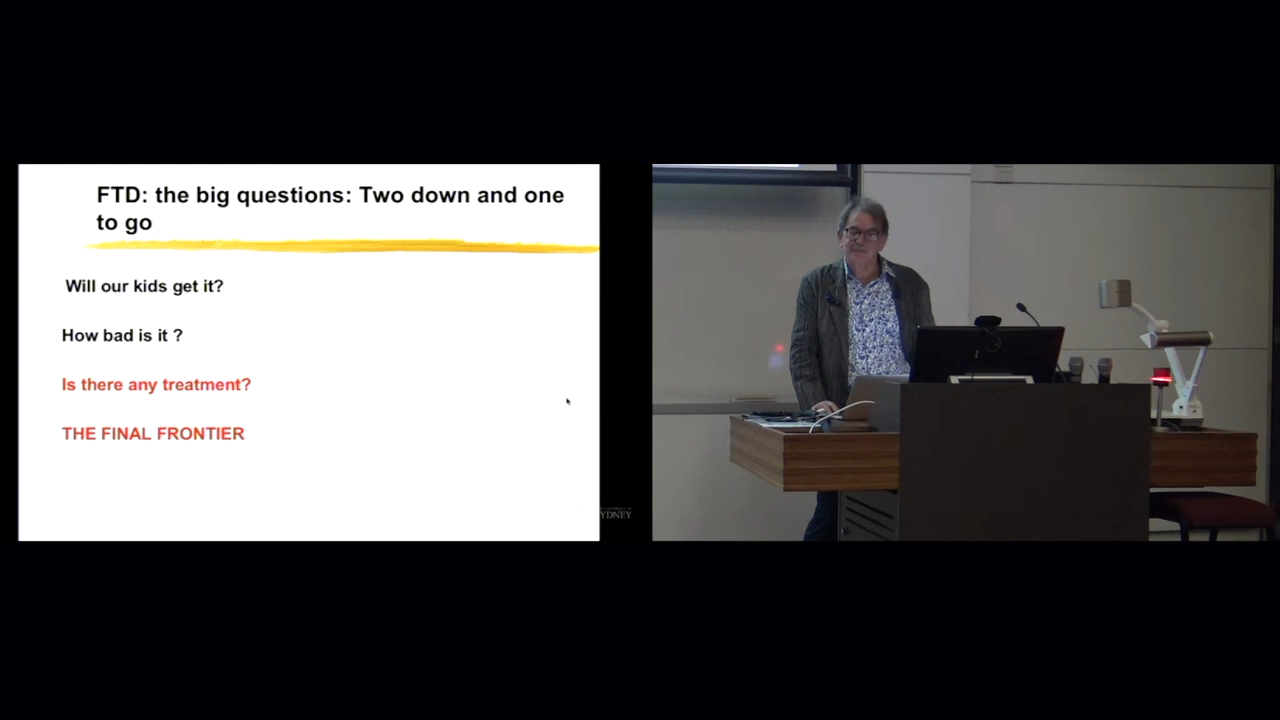 FTD: the big questions: Two down and one
to go
Will our kids get it?
How bad is it ?
Is there any treatment?
THE FINAL FRONTIER
YDNEY